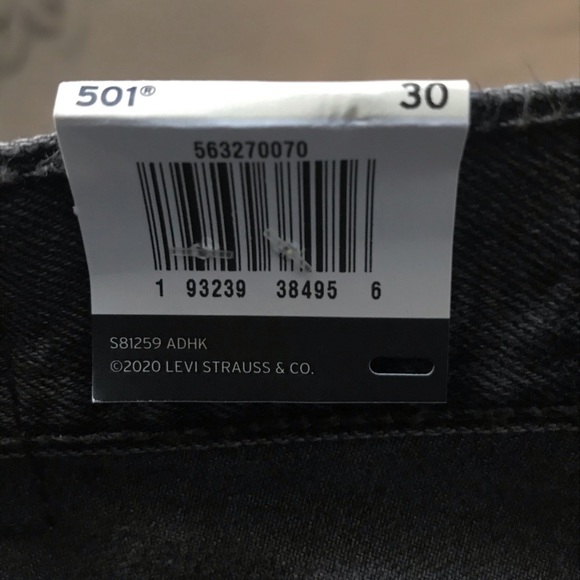 501® 30
563270070
1 93239 38495 6
S81259 ADHK
©2020 LEVI STRAUSS & CO.